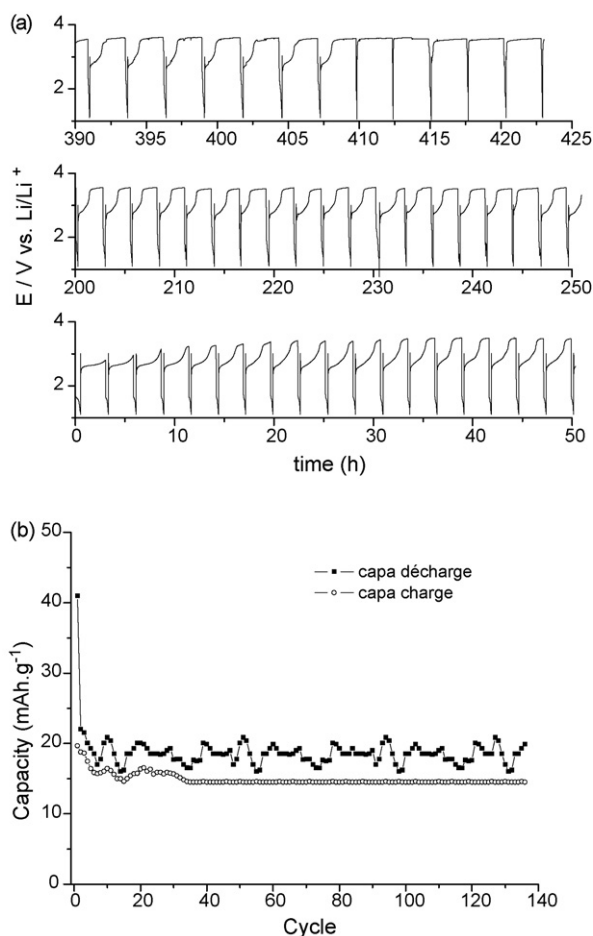 (a)
4
2
390 395 400 405 410 415 420 425
4
2
200 210 220 230 240 250
4
2
0 10 20 30 40 50
E / V vs. Li/Li+
time (h)
(b)
50
40
30
20
10
0
capa décharge
capa charge
Capacity (mAh.g-1)
0 20 40 60 80 100 120 140
Cycle